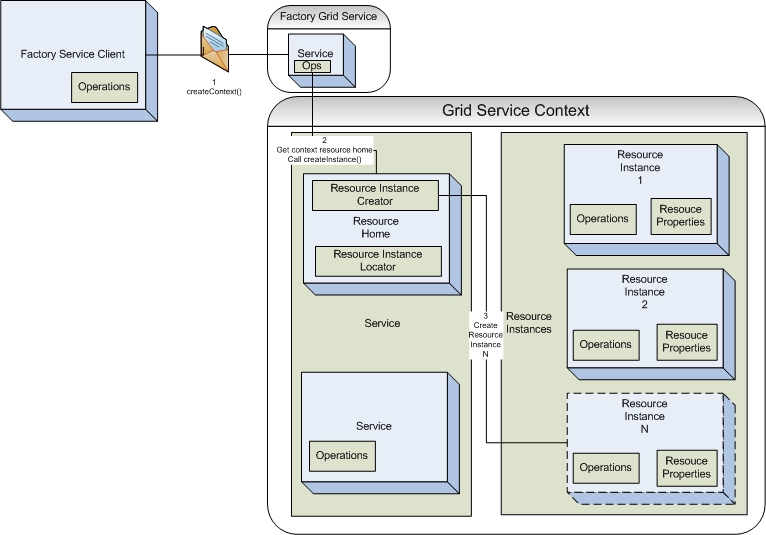 Factory Service Client
Operations
1
createContext()
Factory Grid Service
Service
Ops
Grid Service Context
2
Get context resource home
Call createInstance()
Resource Instance
Creator
Resource
Home
Resource Instance
Locator
Service
Service
Operations
3
Create
Resource
Instance
N
Resource
Instances
Resource
Instance
1
Operations
Resouce
Properties
Resource
Instance
2
Operations
Resouce
Properties
Resource
Instance
N
Operations
Resouce
Properties